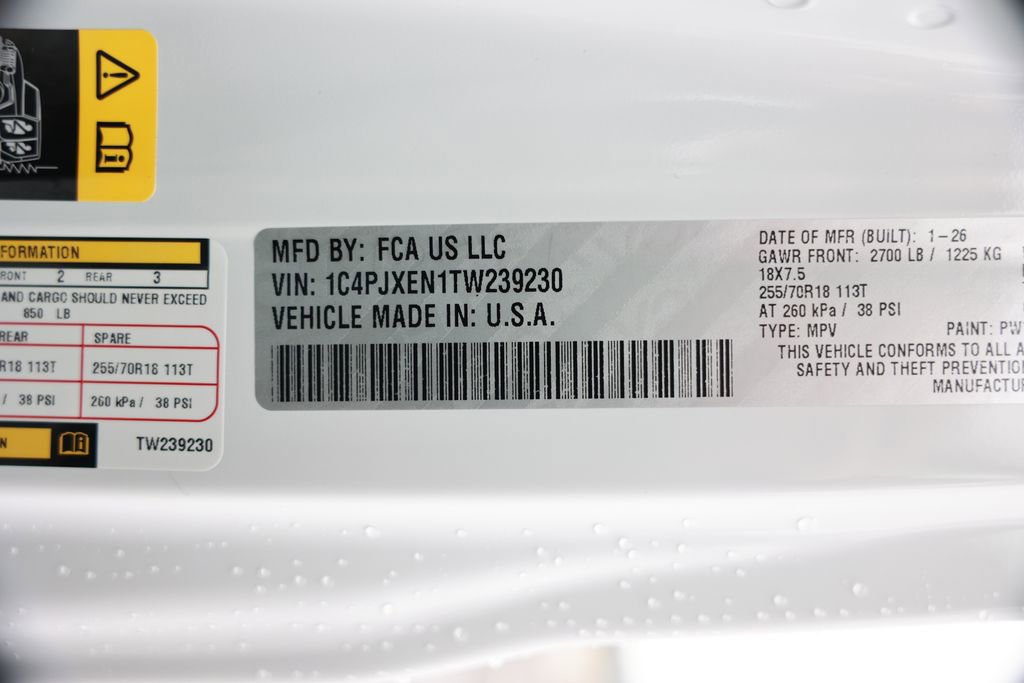 FORMATION
FRONT 2 REAR 3
AND CARGO SHOULD NEVER EXCEED
850 LB
REAR SPARE
R18 113T 255/70R18 113T
/ 38 PSI 260 kPa / 38 PSI
N
TW239230
MFD BY: FCA US LLC
VIN: 1C4PJXEN1TW239230
VEHICLE MADE IN: U.S.A.
DATE OF MFR (BUILT): 1-26
GAWR FRONT: 2700 LB / 1225 KG
18X7.5
255/70R18 113T
AT 260 kPa / 38 PSI
TYPE: MPV PAINT: PW
THIS VEHICLE CONFORMS TO ALL A
SAFETY AND THEFT PREVENTION
MANUFACTUR